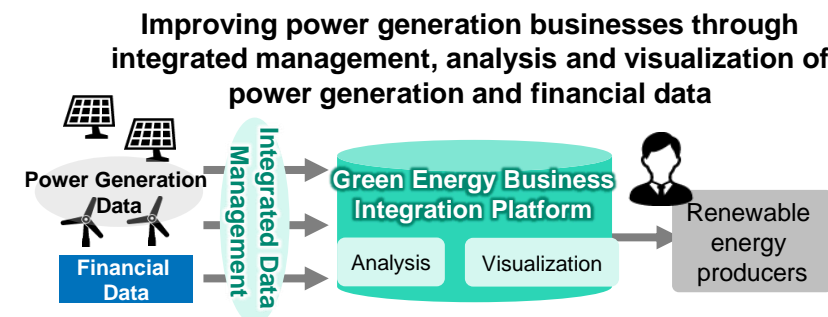 Improving power generation businesses through
integrated management, analysis and visualization of
power generation and financial data
Power Generation
Data
Financial
Data
Integrated Data
Management
Green Energy Business
Integration Platform
Analysis
Visualization
Renewable
energy
producers